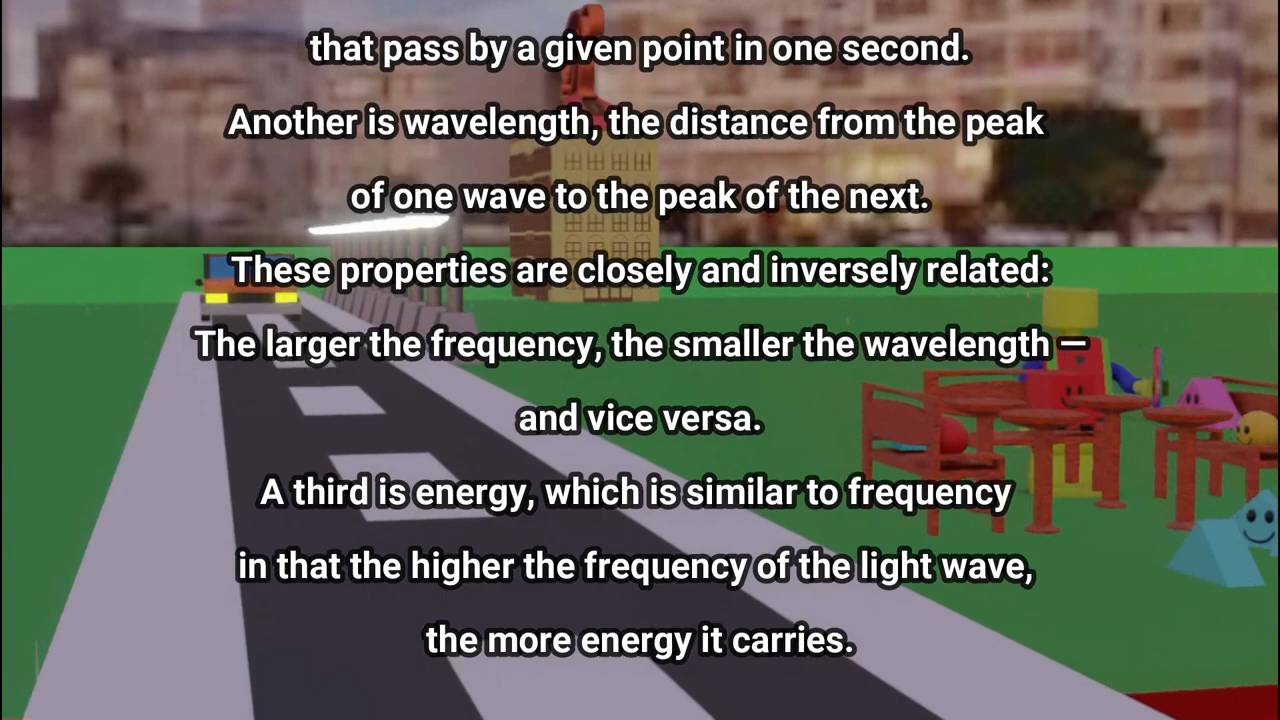 that pass by a given point in one second.
Another is wavelength, the distance from the peak
of one wave to the peak of the next.
These properties are closely and inversely related:
The larger the frequency, the smaller the wavelength —
and vice versa.
A third is energy, which is similar to frequency
in that the higher the frequency of the light wave,
the more energy it carries.